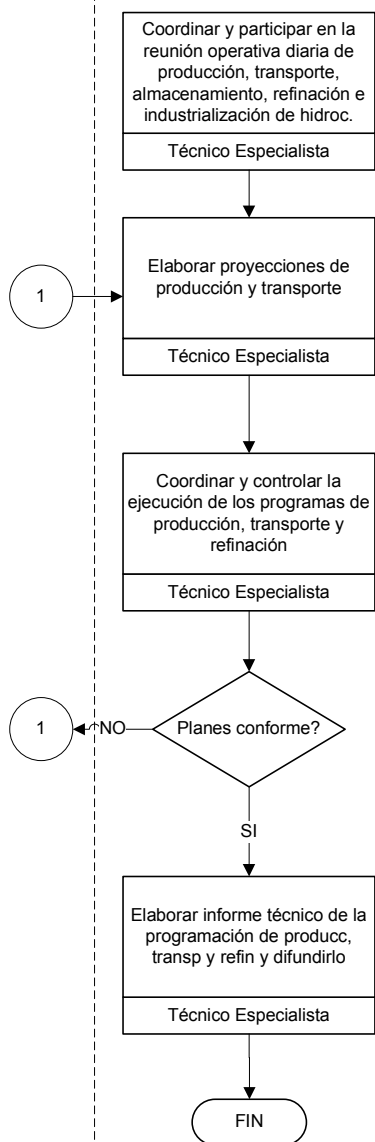 Coordinar y participar en la
reunión operativa diaria de
producción, transporte,
almacenamiento, refinación e
industrialización de hidroc.
Técnico Especialista
1
Elaborar proyecciones de
producción y transporte
Técnico Especialista
Coordinar y controlar la
ejecución de los programas de
producción, transporte y
refinación
Técnico Especialista
1
NO
Planes conforme?
SI
Elaborar informe técnico de la
programación de producc,
transp y refin y difundirlo
Técnico Especialista
FIN